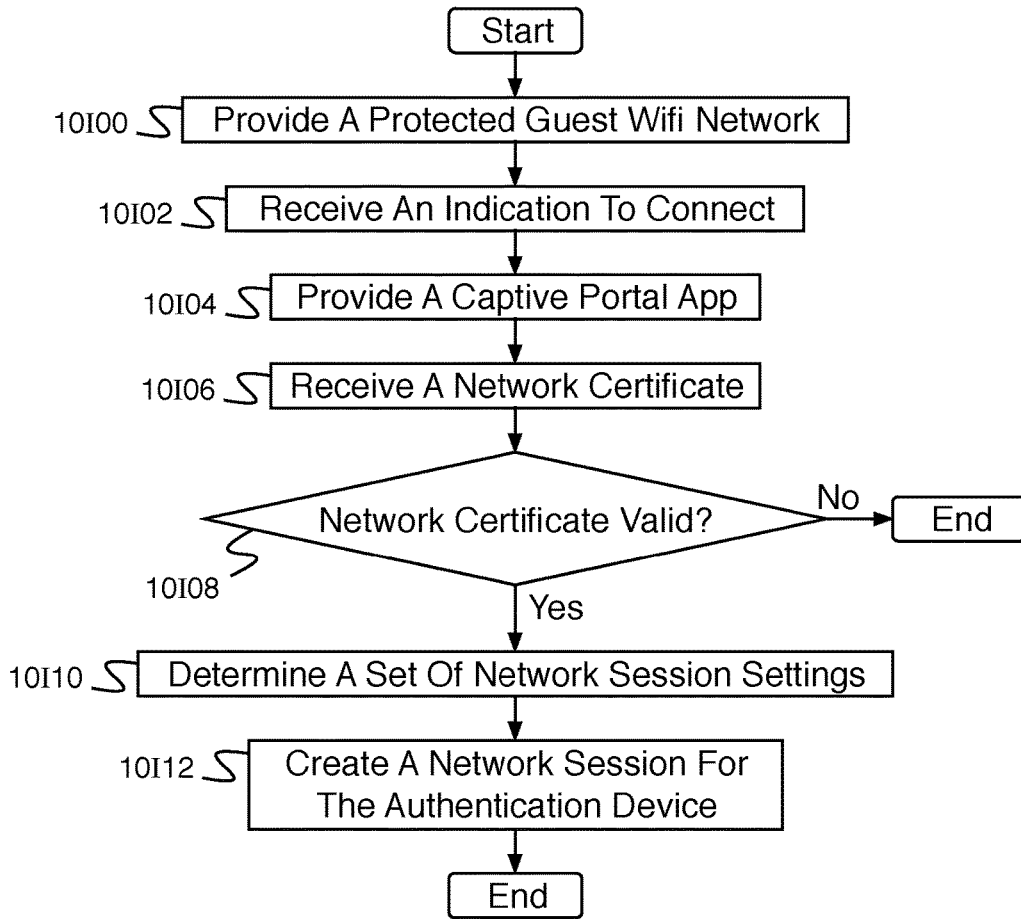 Start
10I00
Provide A Protected Guest Wifi Network
10I02
Receive An Indication To Connect
10I04
Provide A Captive Portal App
10I06
Receive A Network Certificate
Network Certificate Valid?
No
End
10I08
Yes
10I10
Determine A Set Of Network Session Settings
10I12
Create A Network Session For
The Authentication Device
End